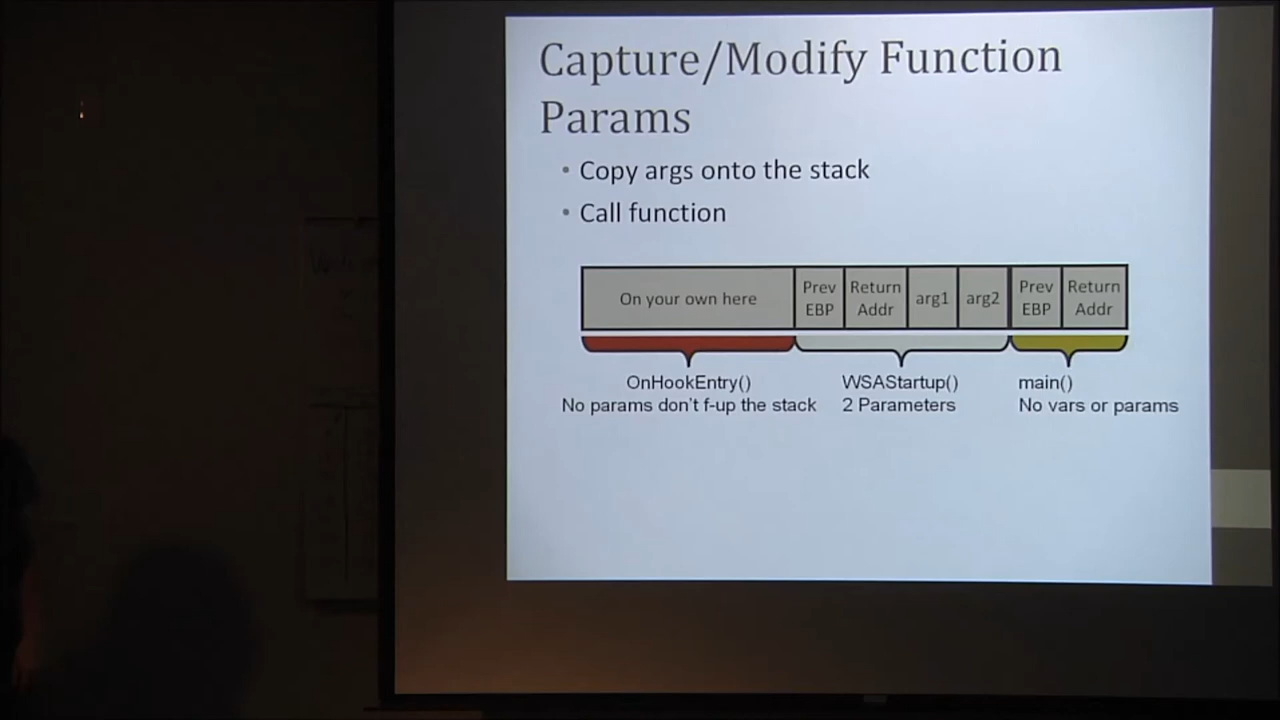 Capture/Modify Function
Params
• Copy args onto the stack
• Call function
On your own here
Prev EBP
Return Addr
arg1
arg2
Prev EBP
Return Addr
OnHookEntry()
No params don't f-up the stack
WSAStartup()
2 Parameters
main()
No vars or params